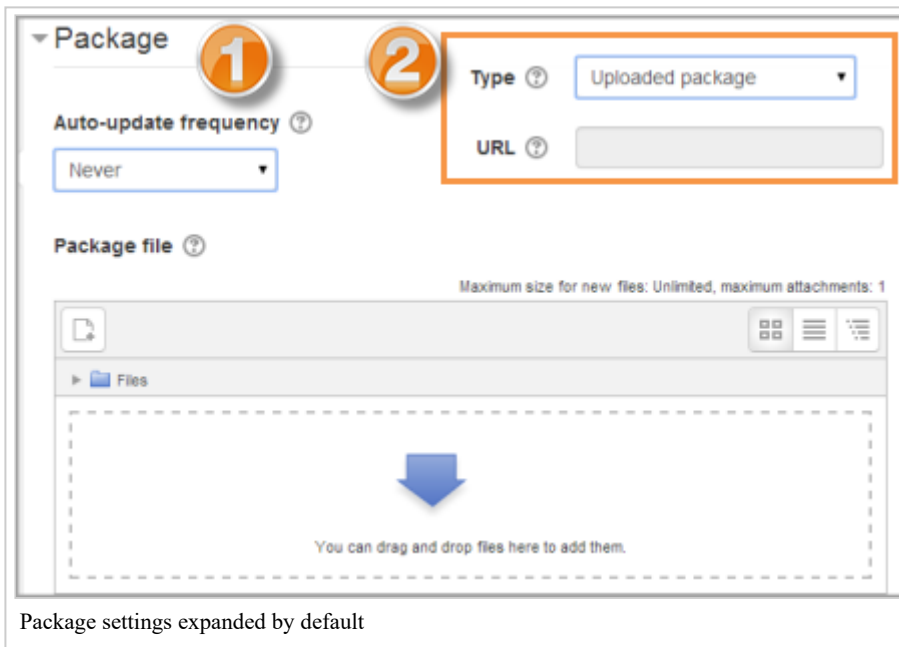 Package
1
2
Type
Uploaded package
Auto-update frequency
URL
Never
Package file
Maximum size for new files: Unlimited, maximum attachments: 1
Files
You can drag and drop files here to add them.
Package settings expanded by default